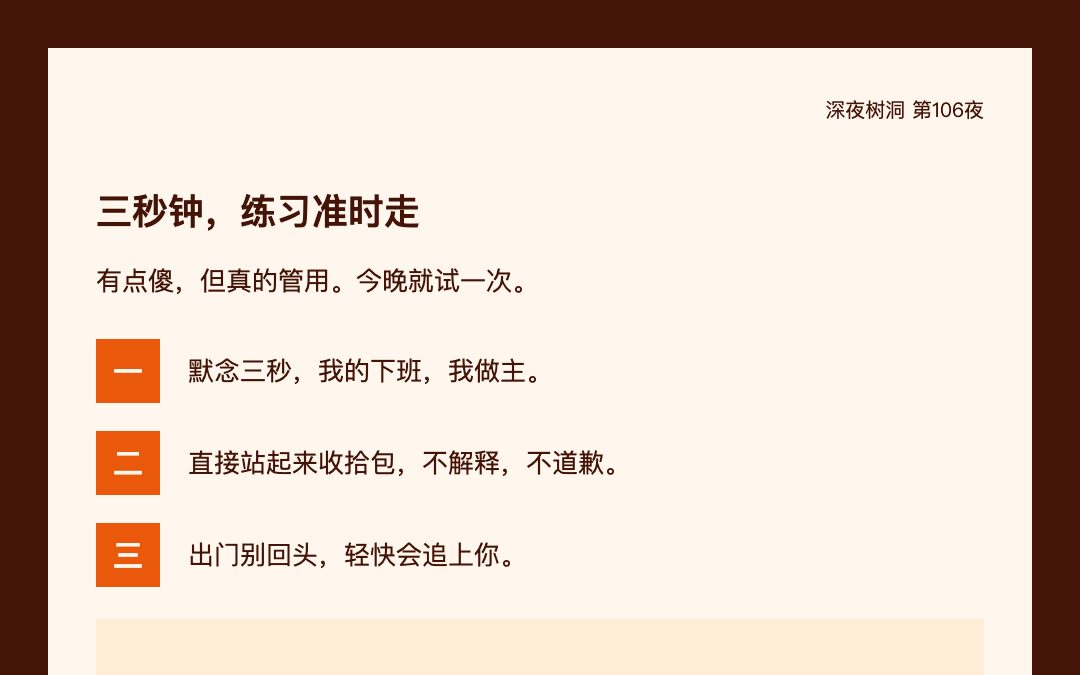 深夜树洞 第106夜
三秒钟，练习准时走
有点傻，但真的管用。今晚就试一次。
一 默念三秒，我的下班，我做主。
二 直接站起来收拾包，不解释，不道歉。
三 出门别回头，轻快会追上你。